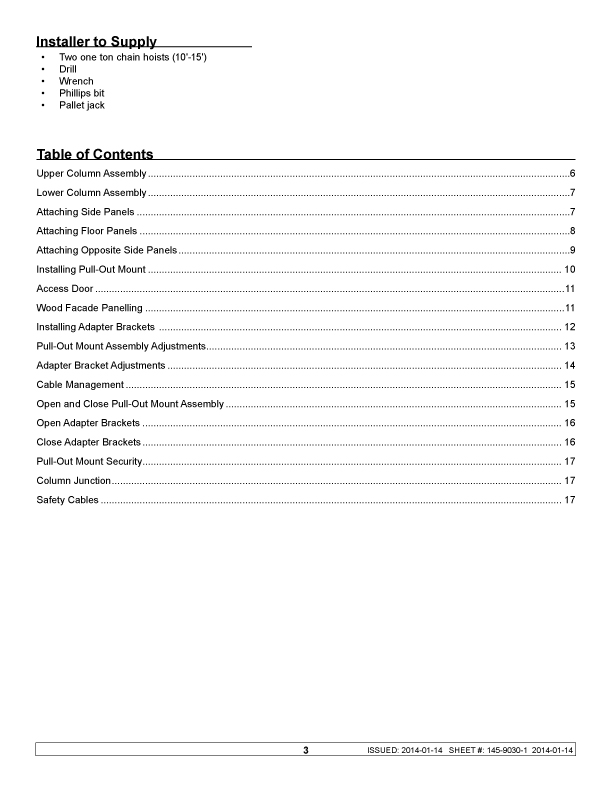 Installer to Supply
• Two one ton chain hoists (10'-15')
• Drill
• Wrench
• Phillips bit
• Pallet jack
Table of Contents
Upper Column Assembly ........ 6
Lower Column Assembly ........ 7
Attaching Side Panels ........ 7
Attaching Floor Panels ........ 8
Attaching Opposite Side Panels ........ 9
Installing Pull-Out Mount ........ 10
Access Door ........ 11
Wood Facade Panelling ........ 11
Installing Adapter Brackets ........ 12
Pull-Out Mount Assembly Adjustments ........ 13
Adapter Bracket Adjustments ........ 14
Cable Management ........ 15
Open and Close Pull-Out Mount Assembly ........ 15
Open Adapter Brackets ........ 16
Close Adapter Brackets ........ 16
Pull-Out Mount Security ........ 17
Column Junction ........ 17
Safety Cables ........ 17
3 ISSUED: 2014-01-14 SHEET #: 145-9030-1 2014-01-14